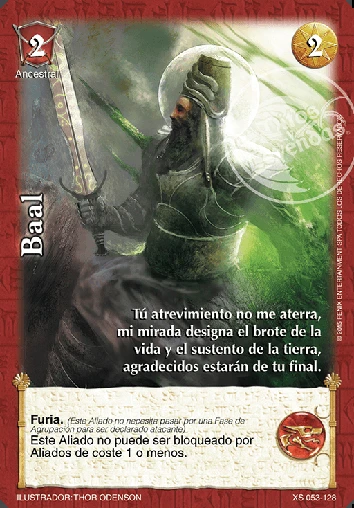 2
2
Ancestral
Baal
Tú atrevimiento no me aterra,
mi mirada designa el brote de la
vida y el sustento de la tierra,
agradecidos estarán de tu final.
Furia. (Este Aliado no necesita pasar por una Fase de
Agrupación para ser declarado atacante)
Este Aliado no puede ser bloqueado por
Aliados de coste 1 o menos.
ILUSTRADOR: THOR ODENSON
XS 053-128